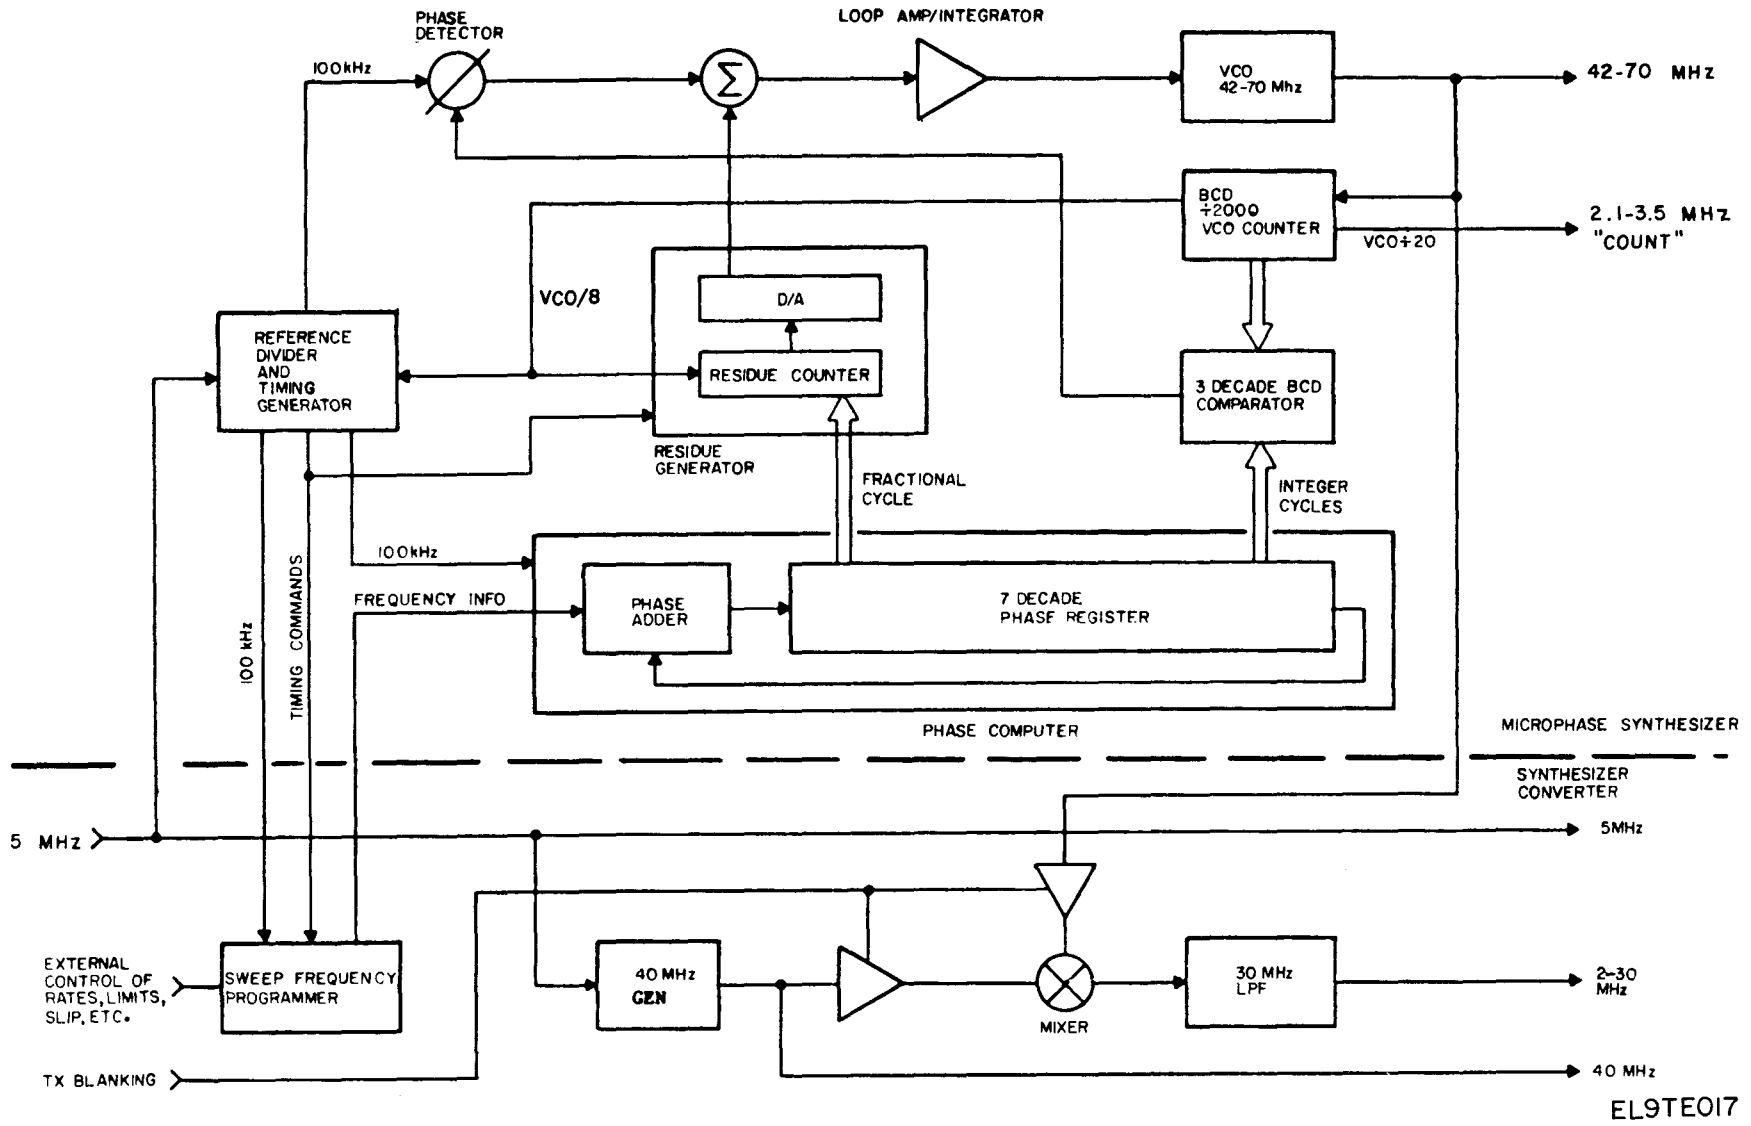 PHASE
DETECTOR
LOOP AMP/INTEGRATOR
100kHz
Σ
VCO
42-70 Mhz
42-70 MHz
BCD
÷2000
VCO COUNTER
VCO÷20
2.1-3.5 MHz
"COUNT"
VCO/8
D/A
RESIDUE COUNTER
RESIDUE
GENERATOR
REFERENCE
DIVIDER
AND
TIMING
GENERATOR
3 DECADE BCD
COMPARATOR
FRACTIONAL
CYCLE
INTEGER
CYCLES
100kHz
FREQUENCY INFO
PHASE
ADDER
7 DECADE
PHASE REGISTER
100 kHz
TIMING COMMANDS
PHASE COMPUTER
MICROPHASE SYNTHESIZER
SYNTHESIZER
CONVERTER
5 MHz
5MHz
EXTERNAL
CONTROL OF
RATES, LIMITS,
SLIP, ETC.
SWEEP FREQUENCY
PROGRAMMER
40 MHz
GEN
MIXER
30 MHz
LPF
2-30
MHz
TX BLANKING
40 MHz
EL9TE017